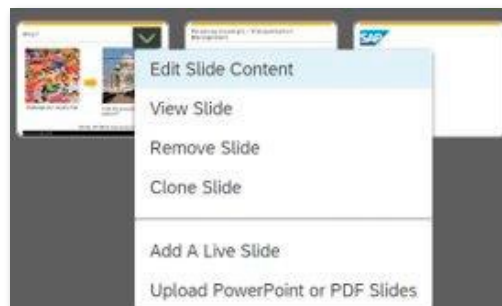 SAP
Edit Slide Content
View Slide
Remove Slide
Clone Slide
Add A Live Slide
Upload PowerPoint or PDF Slides